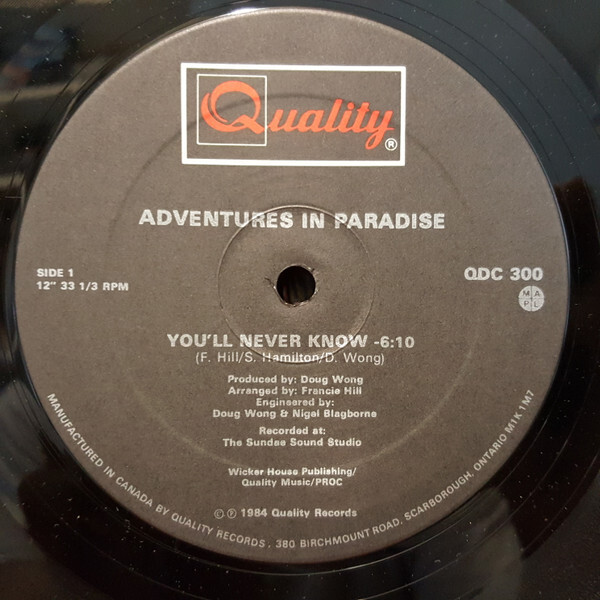 Quality®
ADVENTURES IN PARADISE
SIDE 1
12" 33 1/3 RPM
QDC 300
M A
P L
YOU'LL NEVER KNOW -6:10
(F. Hill/S. Hamilton/D. Wong)
Produced by: Doug Wong
Arranged by: Francie Hill
Engineered by:
Doug Wong & Nigel Blagborne
Recorded at:
The Sundae Sound Studio
Wicker House Publishing/
Quality Music/PROC
© ℗ 1984 Quality Records
MANUFACTURED IN CANADA BY QUALITY RECORDS, 380 BIRCHMOUNT ROAD, SCARBOROUGH, ONTARIO M1K 1M7